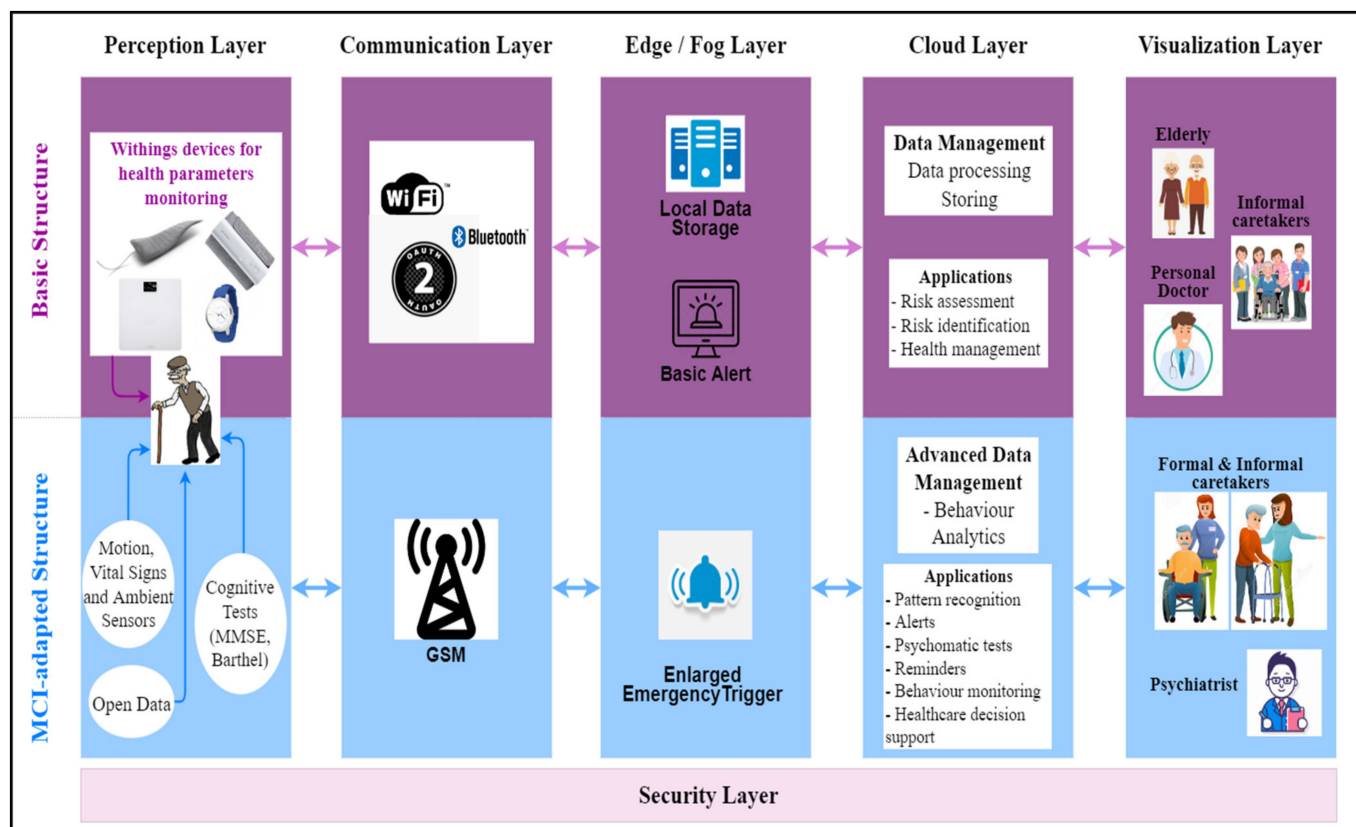 Perception Layer
Communication Layer
Edge / Fog Layer
Cloud Layer
Visualization Layer
Basic Structure
Withings devices for
health parameters
monitoring
WiFi™
Bluetooth™
OAUTH
2
OAUTH
Local Data
Storage
Basic Alert
Data Management
Data processing
Storing
Applications
- Risk assessment
- Risk identification
- Health management
Elderly
Informal
caretakers
Personal
Doctor
MCI-adapted Structure
Motion,
Vital Signs
and Ambient
Sensors
Cognitive
Tests
(MMSE,
Barthel)
Open Data
GSM
Enlarged
EmergencyTrigger
Advanced Data
Management
- Behaviour
Analytics
Applications
- Pattern recognition
- Alerts
- Psychomatic tests
- Reminders
- Behaviour monitoring
- Healthcare decision
support
Formal & Informal
caretakers
Psychiatrist
Security Layer